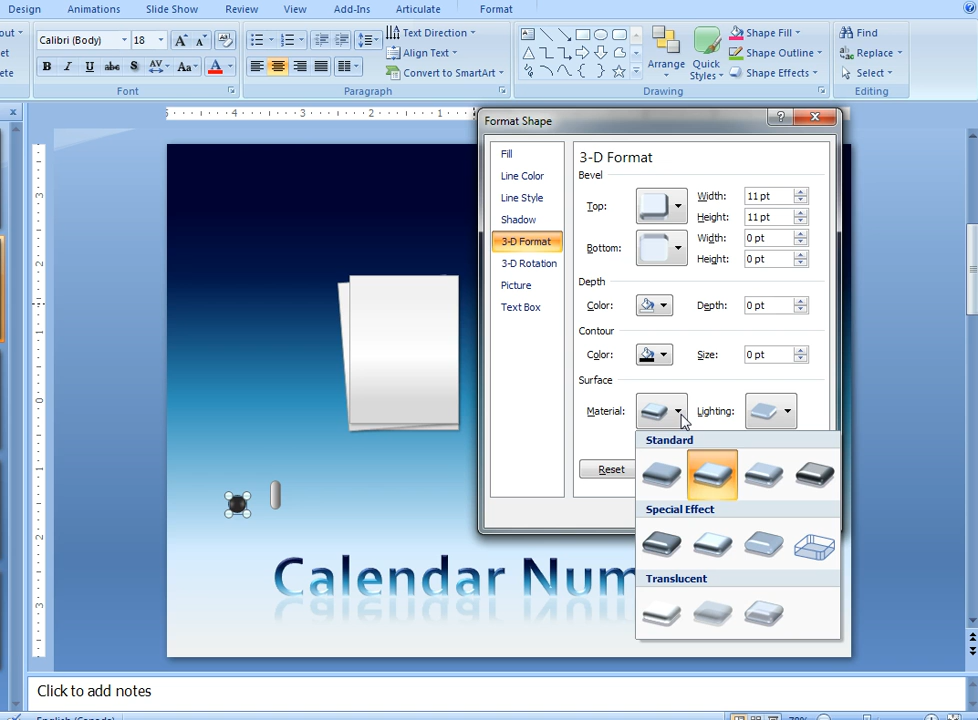 Design Animations Slide Show Review View Add-Ins Articulate Format
Calibri (Body) 18 A A
B I U abc S AV Aa A
Font
Text Direction
Align Text
Convert to SmartArt
Paragraph
Arrange
Quick
Styles
Shape Fill
Shape Outline
Shape Effects
Drawing
Find
Replace
Select
Editing
Format Shape
Fill
Line Color
Line Style
Shadow
3-D Format
3-D Rotation
Picture
Text Box
3-D Format
Bevel
Top:
Width: 11 pt
Height: 11 pt
Bottom:
Width: 0 pt
Height: 0 pt
Depth
Color:
Depth: 0 pt
Contour
Color:
Size: 0 pt
Surface
Material:
Lighting:
Reset
Standard
Special Effect
Translucent
Calendar Num
Click to add notes